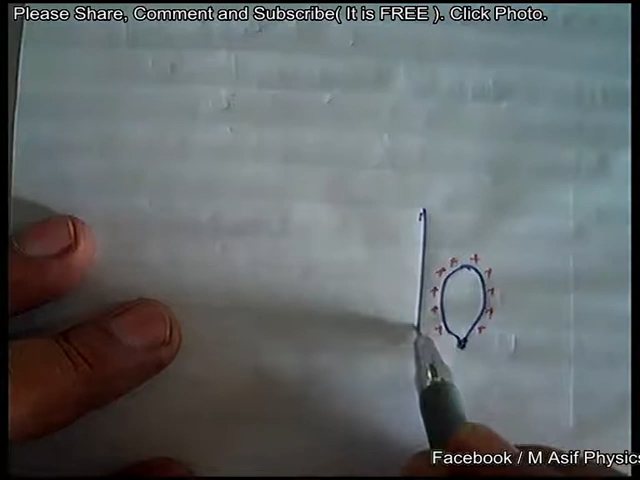 Please Share, Comment and Subscribe( It is FREE ). Click Photo.
Facebook / M Asif Physics